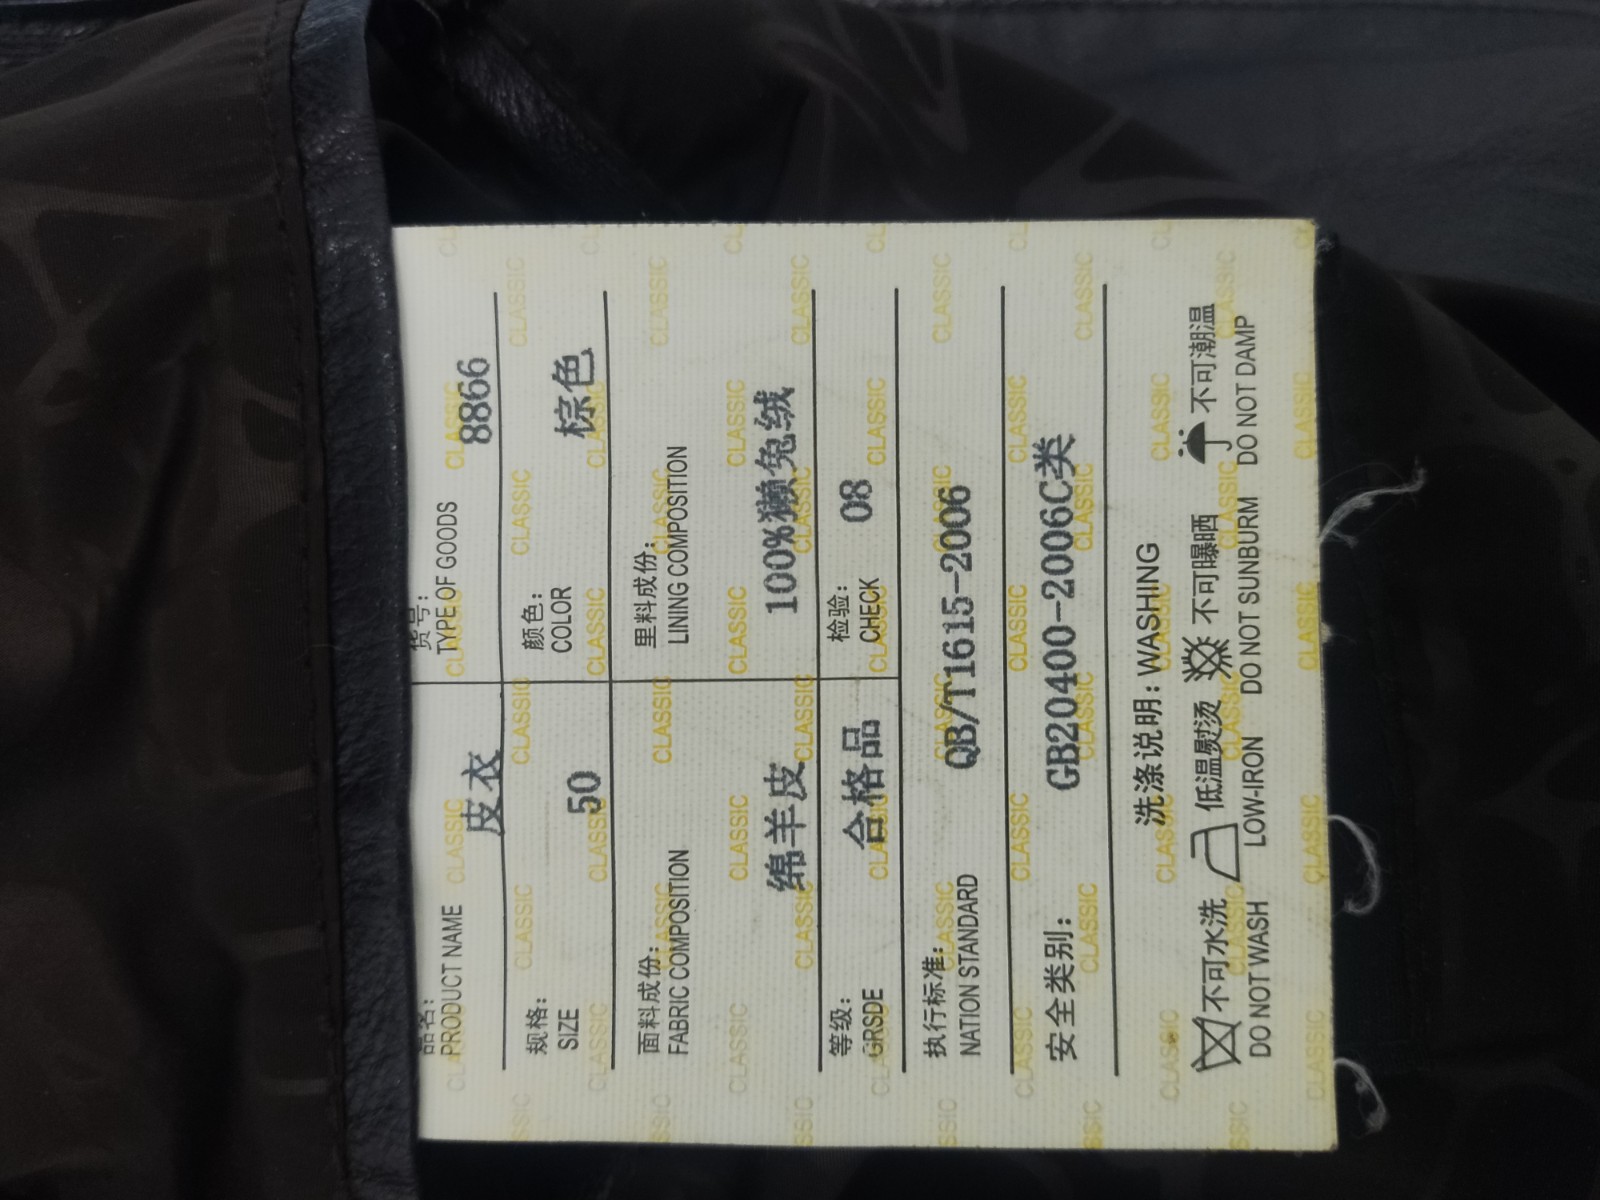 品名: 皮衣 货号: 8866
PRODUCT NAME TYPE OF GOODS
规格: 50 颜色: 棕色
SIZE COLOR
面料成份: 里料成份:
FABRIC COMPOSITION LINING COMPOSITION
绵羊皮 100%獭兔绒
等级: 合格品 检验: 08
GRSDE CHECK
执行标准: QB/T1615-2006
NATION STANDARD
安全类别: GB20400-2006C类
洗涤说明: WASHING
不可水洗 低温熨烫 不可曝晒 不可潮温
DO NOT WASH LOW-IRON DO NOT SUNBURM DO NOT DAMP
CLASSIC